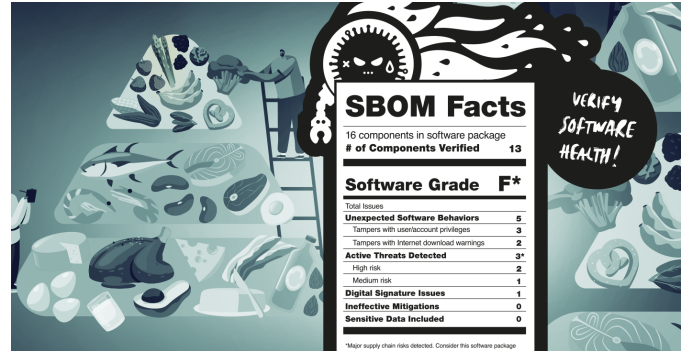 SBOM Facts
16 components in software package
# of Components Verified 13
Software Grade F*
Total Issues
Unexpected Software Behaviors 5
Tampers with user/account privileges 3
Tampers with Internet download warnings 2
Active Threats Detected 3*
High risk 2
Medium risk 1
Digital Signature Issues 1
Ineffective Mitigations 0
Sensitive Data Included 0
*Major supply chain risks detected. Consider this software package
VERIFY
SOFTWARE
HEALTH!